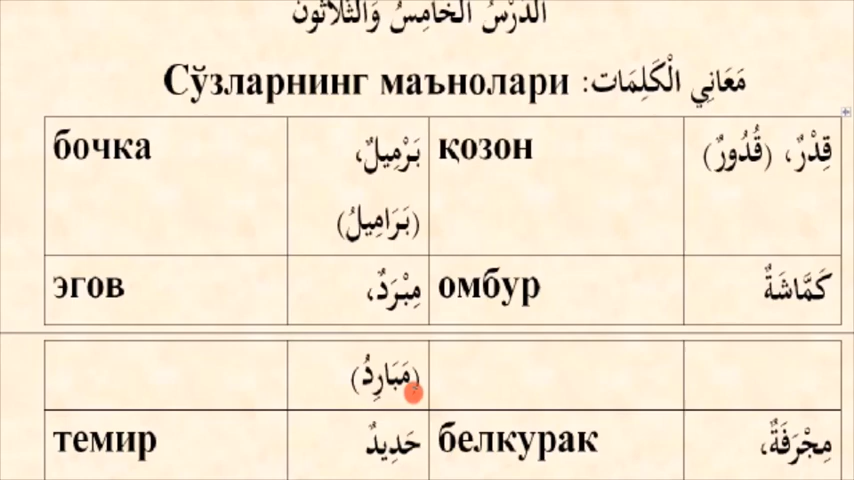 الدَّرْسُ الْخَامِسُ وَالثَّلَاثُونَ
Сўзларнинг маънолари :مَعَانِي الْكَلِمَات
قِدْرٌ، (قُدُورٌ) қозон بَرْمِيلٌ، бочка
(بَرَامِيلُ)
كَمَّاشَةٌ омбур مِبْرَدٌ، эгов
(مَبَارِدُ)
مِجْرَفَةٌ، белкурак حَدِيدٌ темир